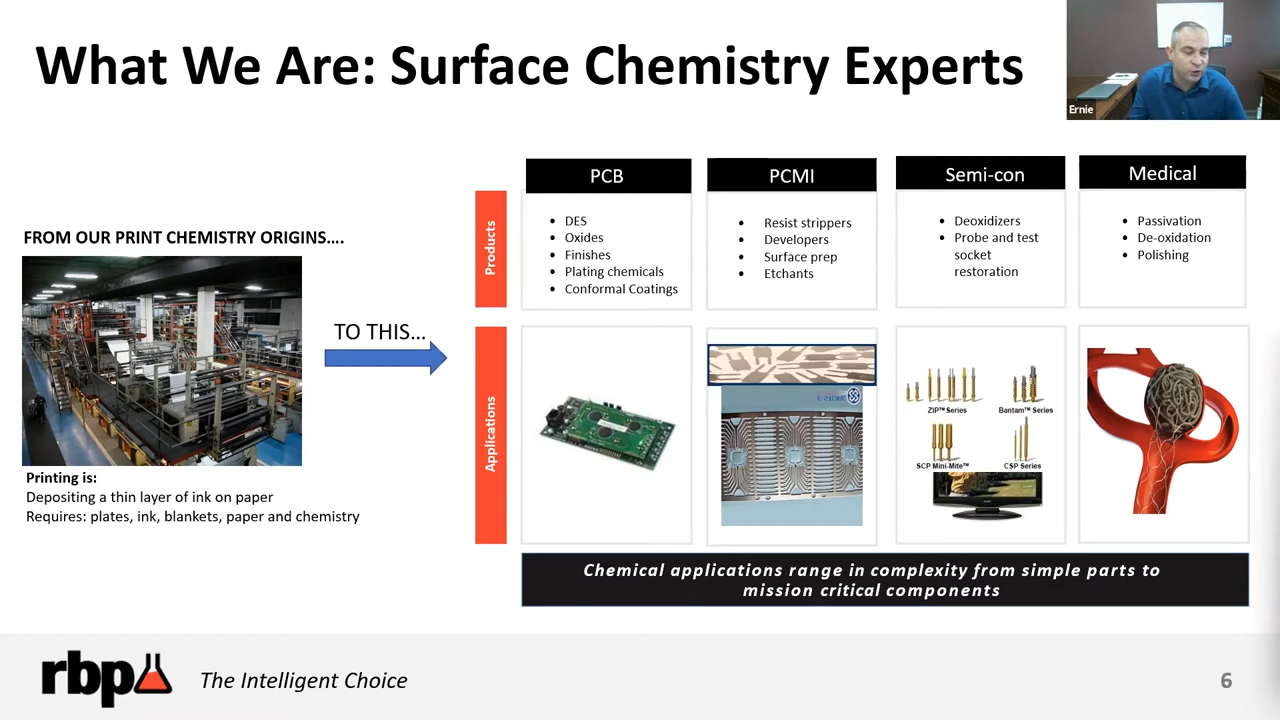 What We Are: Surface Chemistry Experts
Ernie
FROM OUR PRINT CHEMISTRY ORIGINS....
TO THIS...
Printing is:
Depositing a thin layer of ink on paper
Requires: plates, ink, blankets, paper and chemistry
Products
Applications
PCB
• DES
• Oxides
• Finishes
• Plating chemicals
• Conformal Coatings
PCMI
• Resist strippers
• Developers
• Surface prep
• Etchants
Semi-con
• Deoxidizers
• Probe and test
socket
restoration
ZIP™ Series
Bantam™ Series
SCP Mini-Mite™
CSP Series
Medical
• Passivation
• De-oxidation
• Polishing
Chemical applications range in complexity from simple parts to
mission critical components
rbp
The Intelligent Choice
6